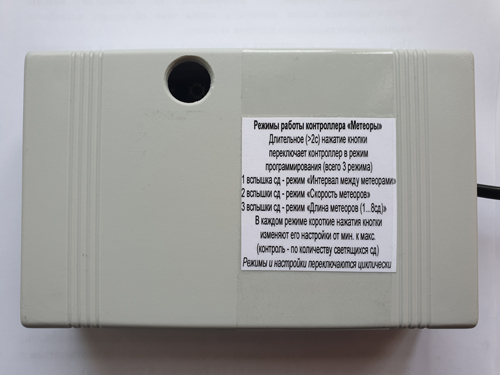 Режимы работы контроллера «Метеоры»
Длительное (>2с) нажатие кнопки
переключает контроллер в режим
программирования (всего 3 режима)
1 вспышка сд - режим «Интервал между метеорами»
2 вспышки сд - режим «Скорость метеоров»
3 вспышки сд - режим «Длина метеоров (1...8сд)»
В каждом режиме короткие нажатия кнопки
изменяют его настройки от мин. к макс.
(контроль - по количеству светящихся сд)
Режимы и настройки переключаются циклически